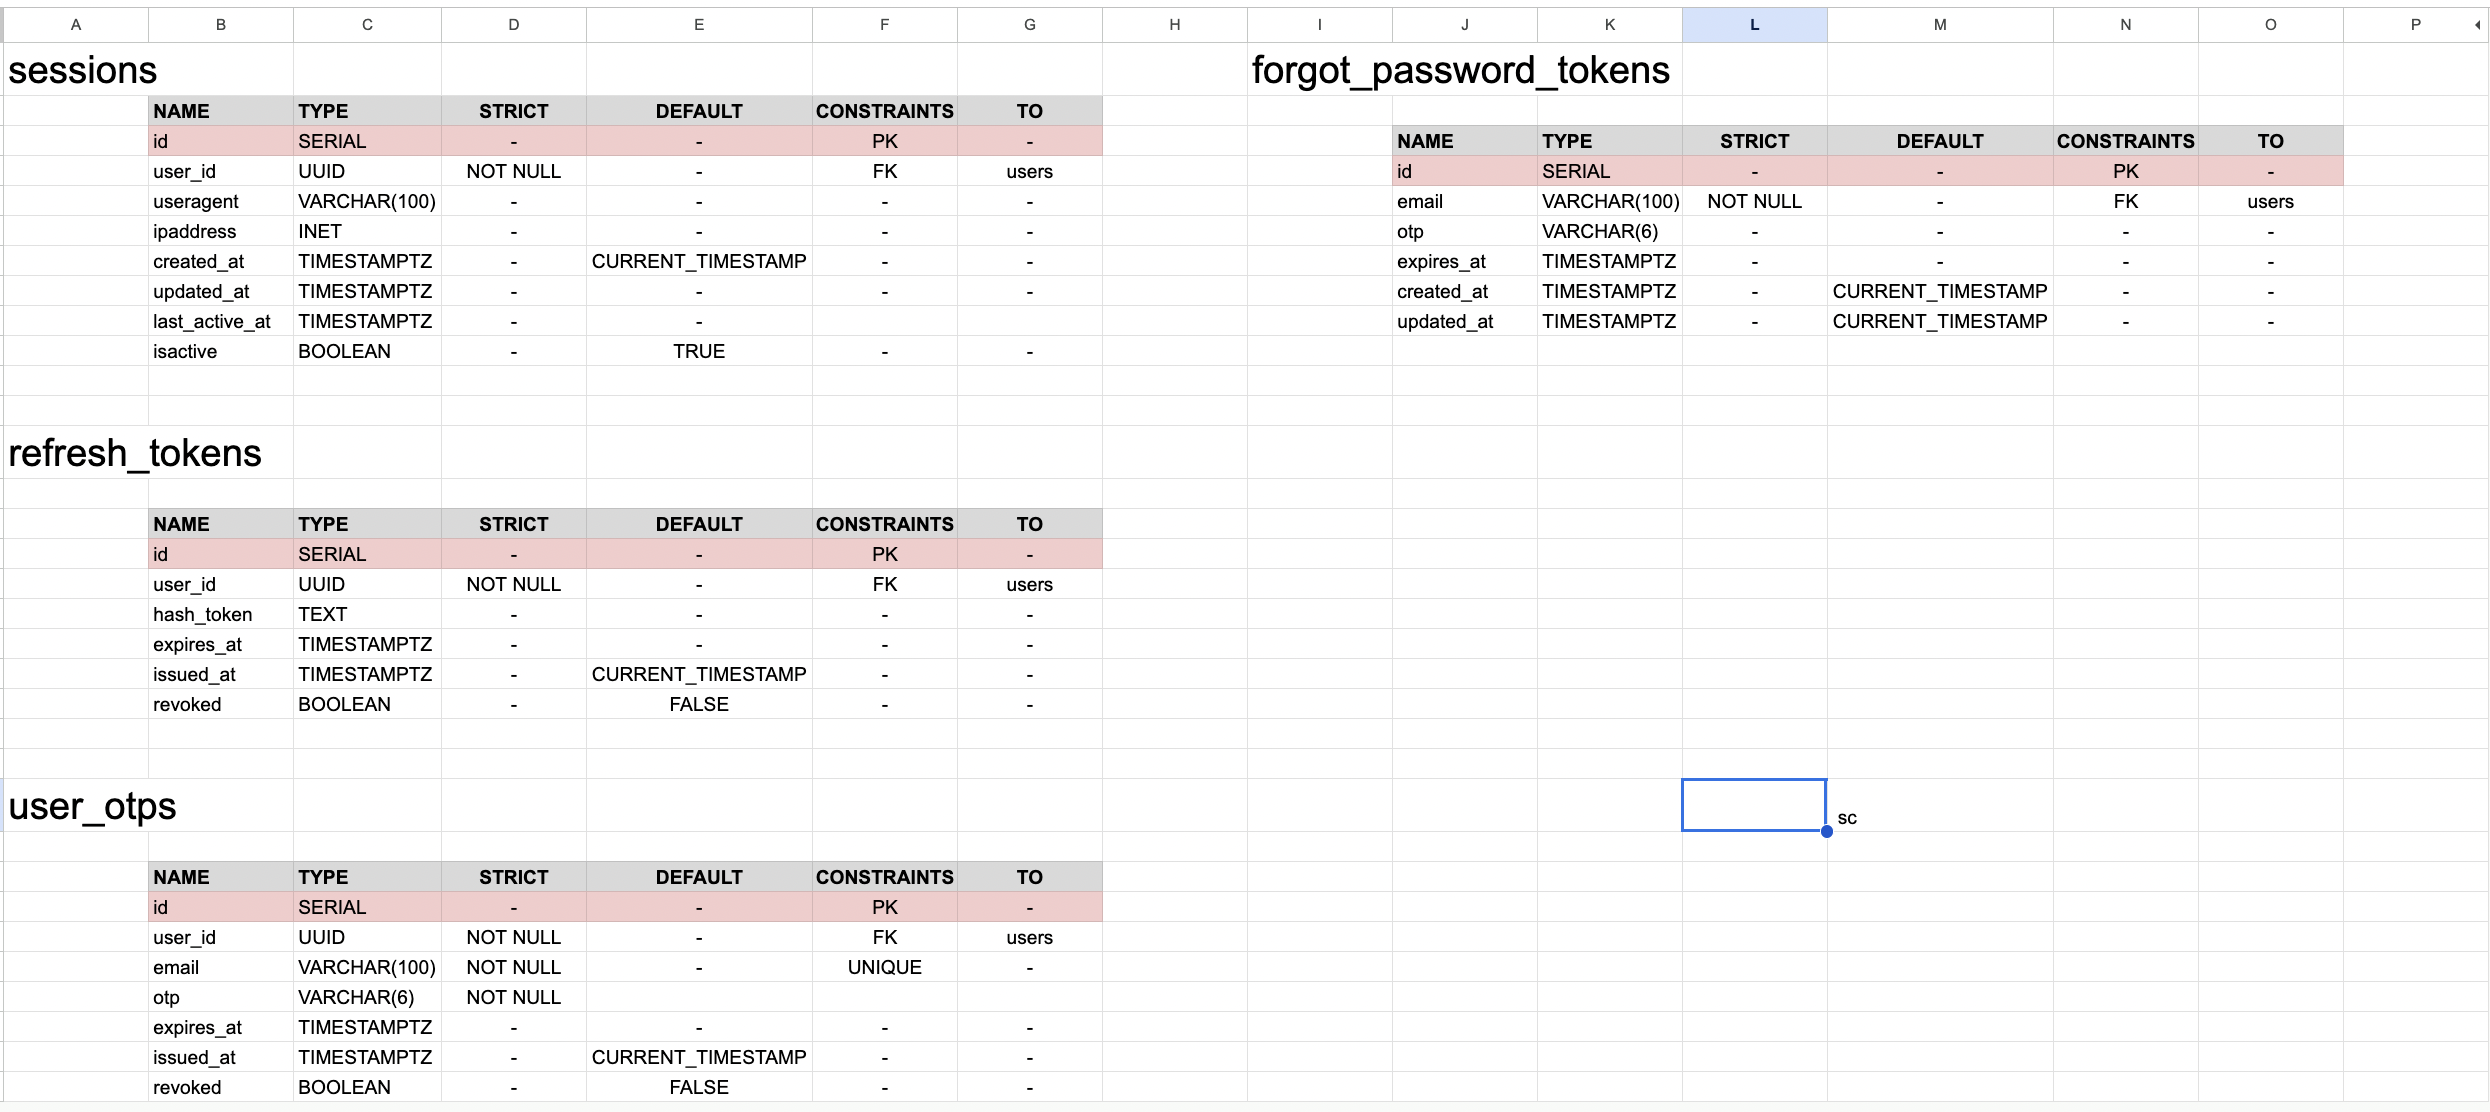 A B C D E F G H I J K L M N O P
sessions
NAME TYPE STRICT DEFAULT CONSTRAINTS TO
id SERIAL - - PK -
user_id UUID NOT NULL - FK users
useragent VARCHAR(100) - - - -
ipaddress INET - - - -
created_at TIMESTAMPTZ - CURRENT_TIMESTAMP - -
updated_at TIMESTAMPTZ - - - -
last_active_at TIMESTAMPTZ - -
isactive BOOLEAN - TRUE - -
forgot_password_tokens
NAME TYPE STRICT DEFAULT CONSTRAINTS TO
id SERIAL - - PK -
email VARCHAR(100) NOT NULL - FK users
otp VARCHAR(6) - - - -
expires_at TIMESTAMPTZ - - - -
created_at TIMESTAMPTZ - CURRENT_TIMESTAMP - -
updated_at TIMESTAMPTZ - CURRENT_TIMESTAMP - -
refresh_tokens
NAME TYPE STRICT DEFAULT CONSTRAINTS TO
id SERIAL - - PK -
user_id UUID NOT NULL - FK users
hash_token TEXT - - - -
expires_at TIMESTAMPTZ - - - -
issued_at TIMESTAMPTZ - CURRENT_TIMESTAMP - -
revoked BOOLEAN - FALSE - -
user_otps
sc
NAME TYPE STRICT DEFAULT CONSTRAINTS TO
id SERIAL - - PK -
user_id UUID NOT NULL - FK users
email VARCHAR(100) NOT NULL - UNIQUE -
otp VARCHAR(6) NOT NULL
expires_at TIMESTAMPTZ - - - -
issued_at TIMESTAMPTZ - CURRENT_TIMESTAMP - -
revoked BOOLEAN - FALSE - -